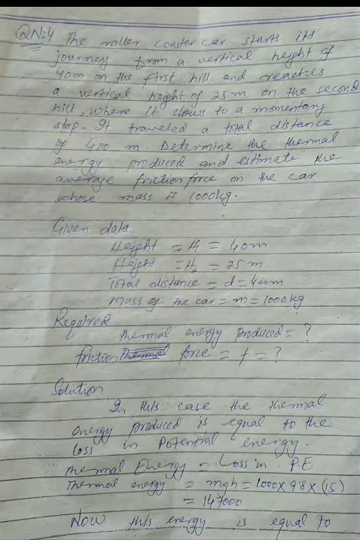 QNo4 The roller coaster car starts its
journey from a vertical height of
40m on the first hill and reaches
a vertical height of 25m on the second
hill, where it slows to a momentary
stop. It traveled a total distance
of 400 m. Determine the thermal
energy produced and estimate the
average friction force on the car
whose mass is 1000kg.
Given data
Height = H1 = 40m
Height = H2 = 25m
Total distance = d = 400m
Mass of the car = m = 1000kg
Required
Thermal energy produced = ?
friction force = f = ?
Solution
In this case the thermal
energy produced is equal to the
loss in Potential energy.
Thermal Energy = Loss in P.E
Thermal energy = mgh = 1000 x 9.8 x (15)
= 147000
Now this energy is equal to